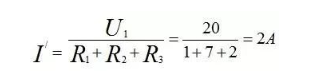 I′ = U₁ / (R₁ + R₂ + R₃) = 20 / (1 + 7 + 2) = 2A